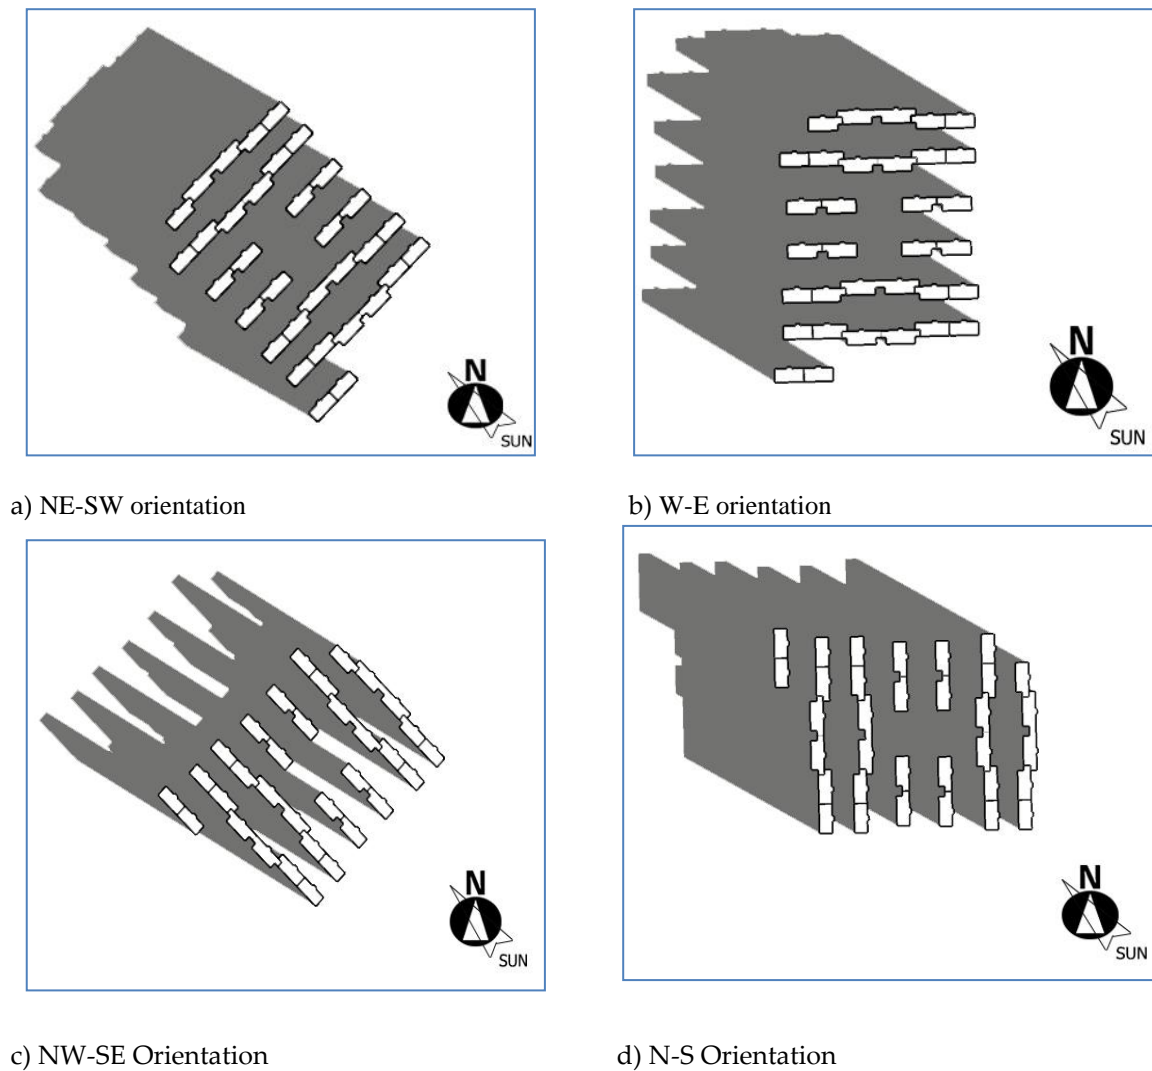 N
SUN
N
SUN
a) NE-SW orientation
b) W-E orientation
N
SUN
N
SUN
c) NW-SE Orientation
d) N-S Orientation